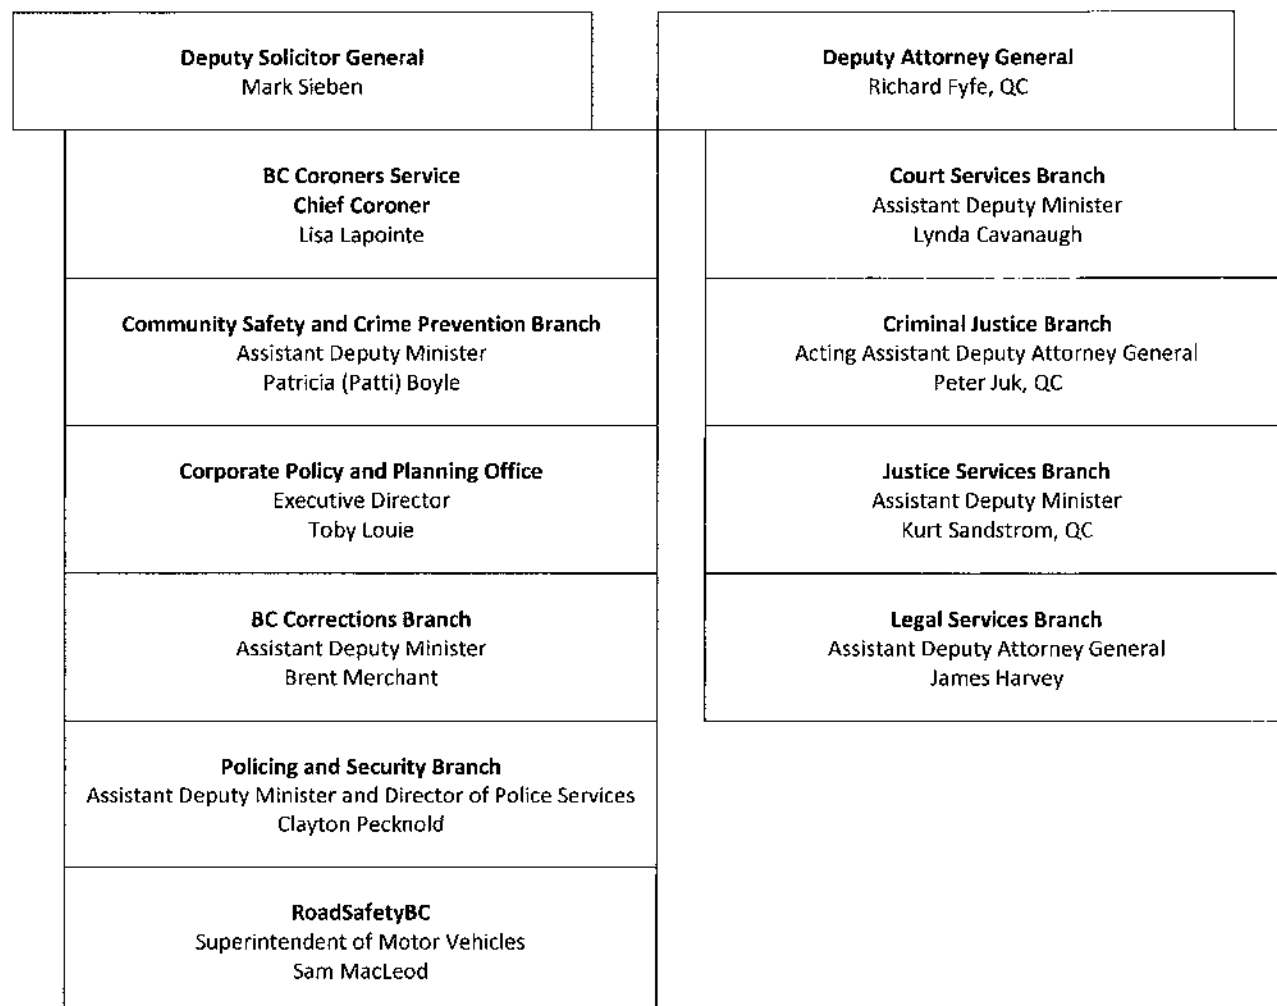 Deputy Solicitor General
Mark Sieben
BC Coroners Service
Chief Coroner
Lisa Lapointe
Community Safety and Crime Prevention Branch
Assistant Deputy Minister
Patricia (Patti) Boyle
Corporate Policy and Planning Office
Executive Director
Toby Louie
BC Corrections Branch
Assistant Deputy Minister
Brent Merchant
Policing and Security Branch
Assistant Deputy Minister and Director of Police Services
Clayton Pecknold
RoadSafetyBC
Superintendent of Motor Vehicles
Sam MacLeod
Deputy Attorney General
Richard Fyfe, QC
Court Services Branch
Assistant Deputy Minister
Lynda Cavanaugh
Criminal Justice Branch
Acting Assistant Deputy Attorney General
Peter Juk, QC
Justice Services Branch
Assistant Deputy Minister
Kurt Sandstrom, QC
Legal Services Branch
Assistant Deputy Attorney General
James Harvey